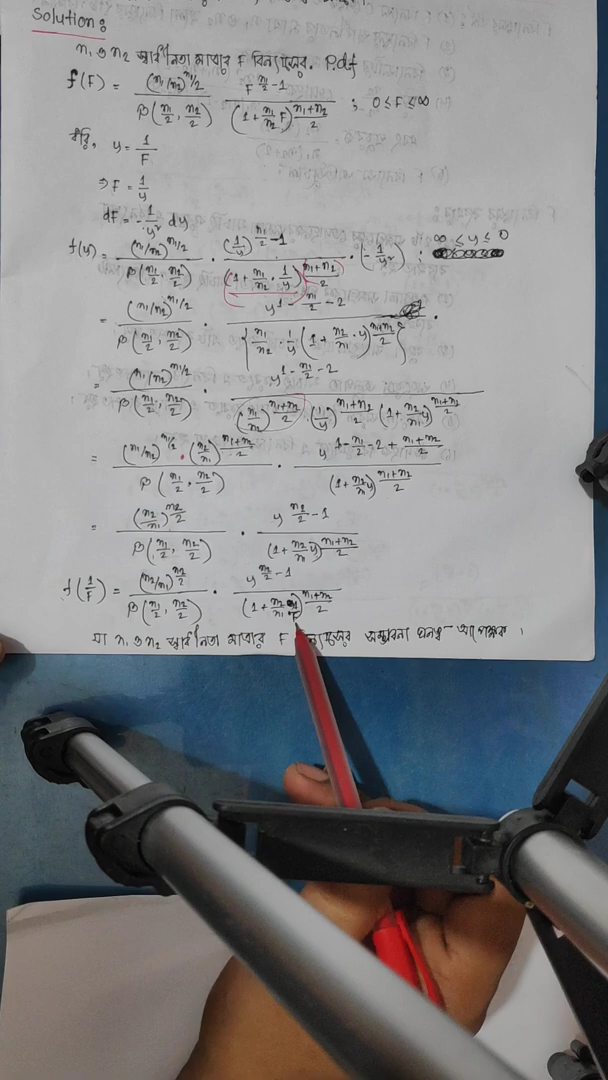 Solution :
n₁ ও n₂ স্বাধীনতা মাত্রার F বিন্যাসের. P.d.f
f(F) = (n₁/n₂)^(n₁/2) / β(n₁/2, n₂/2) · F^(n₁/2 - 1) / (1 + n₁/n₂ F)^((n₁+n₂)/2) ; 0 ≤ F ≤ ∞
ধরি, y = 1/F
⇒ F = 1/y
dF = -1/y² dy
f(y) = (n₁/n₂)^(n₁/2) / β(n₁/2, n₂/2) · (1/y)^(n₁/2 - 1) / (1 + n₁/n₂ · 1/y)^((n₁+n₂)/2) · (-1/y²) ; ∞ ≤ y ≤ 0
= (n₁/n₂)^(n₁/2) / β(n₁/2, n₂/2) · y^(1 - n₁/2 - 2) / {n₁/n₂ · 1/y (1 + n₂/n₁ · y)^((n₁+n₂)/2)} ·
= (n₁/n₂)^(n₁/2) / β(n₁/2, n₂/2) · y^(1 - n₁/2 - 2) / (n₁/n₂)^((n₁+n₂)/2) · (1/y)^((n₁+n₂)/2) (1 + n₂/n₁ y)^((n₁+n₂)/2)
= (n₁/n₂)^(n₁/2) · (n₂/n₁)^((n₁+n₂)/2) / β(n₁/2, n₂/2) · y^(1 - n₁/2 - 2 + (n₁+n₂)/2) / (1 + n₂/n₁ y)^((n₁+n₂)/2)
= (n₂/n₁)^(n₂/2) / β(n₁/2, n₂/2) · y^(n₂/2 - 1) / (1 + n₂/n₁ y)^((n₁+n₂)/2)
f(1/F) = (n₂/n₁)^(n₂/2) / β(n₁/2, n₂/2) · y^(n₂/2 - 1) / (1 + n₂/n₁ )^((n₁+n₂)/2)
যা n₁ ও n₂ স্বাধীনতা মাত্রার F বিন্যাসের সম্ভাবনা ঘনত্ব অপেক্ষক ।